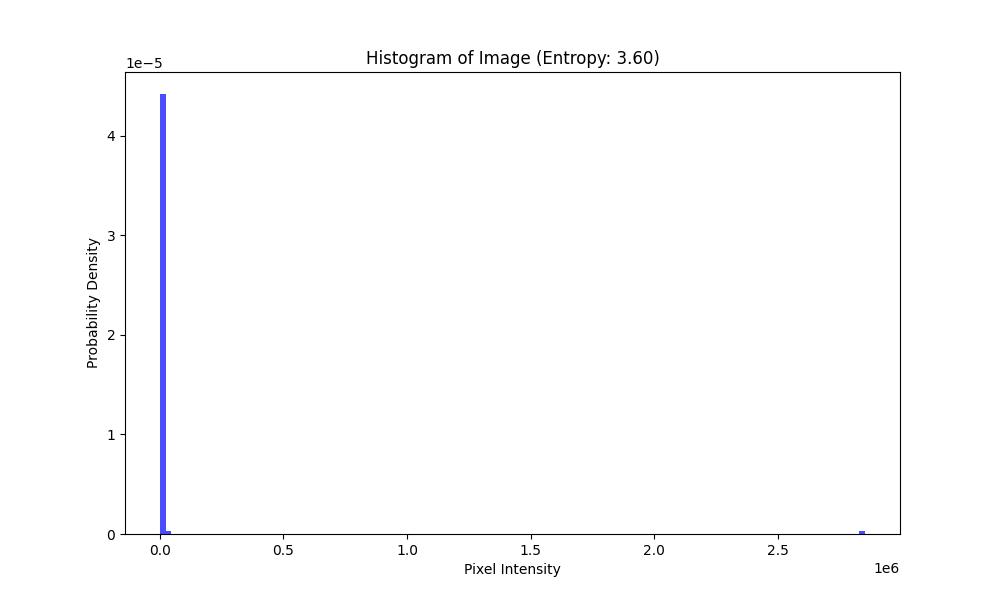 Histogram of Image (Entropy: 3.60)
1e−5
4
3
2
1
0
Probability Density
0.0 0.5 1.0 1.5 2.0 2.5
1e6
Pixel Intensity